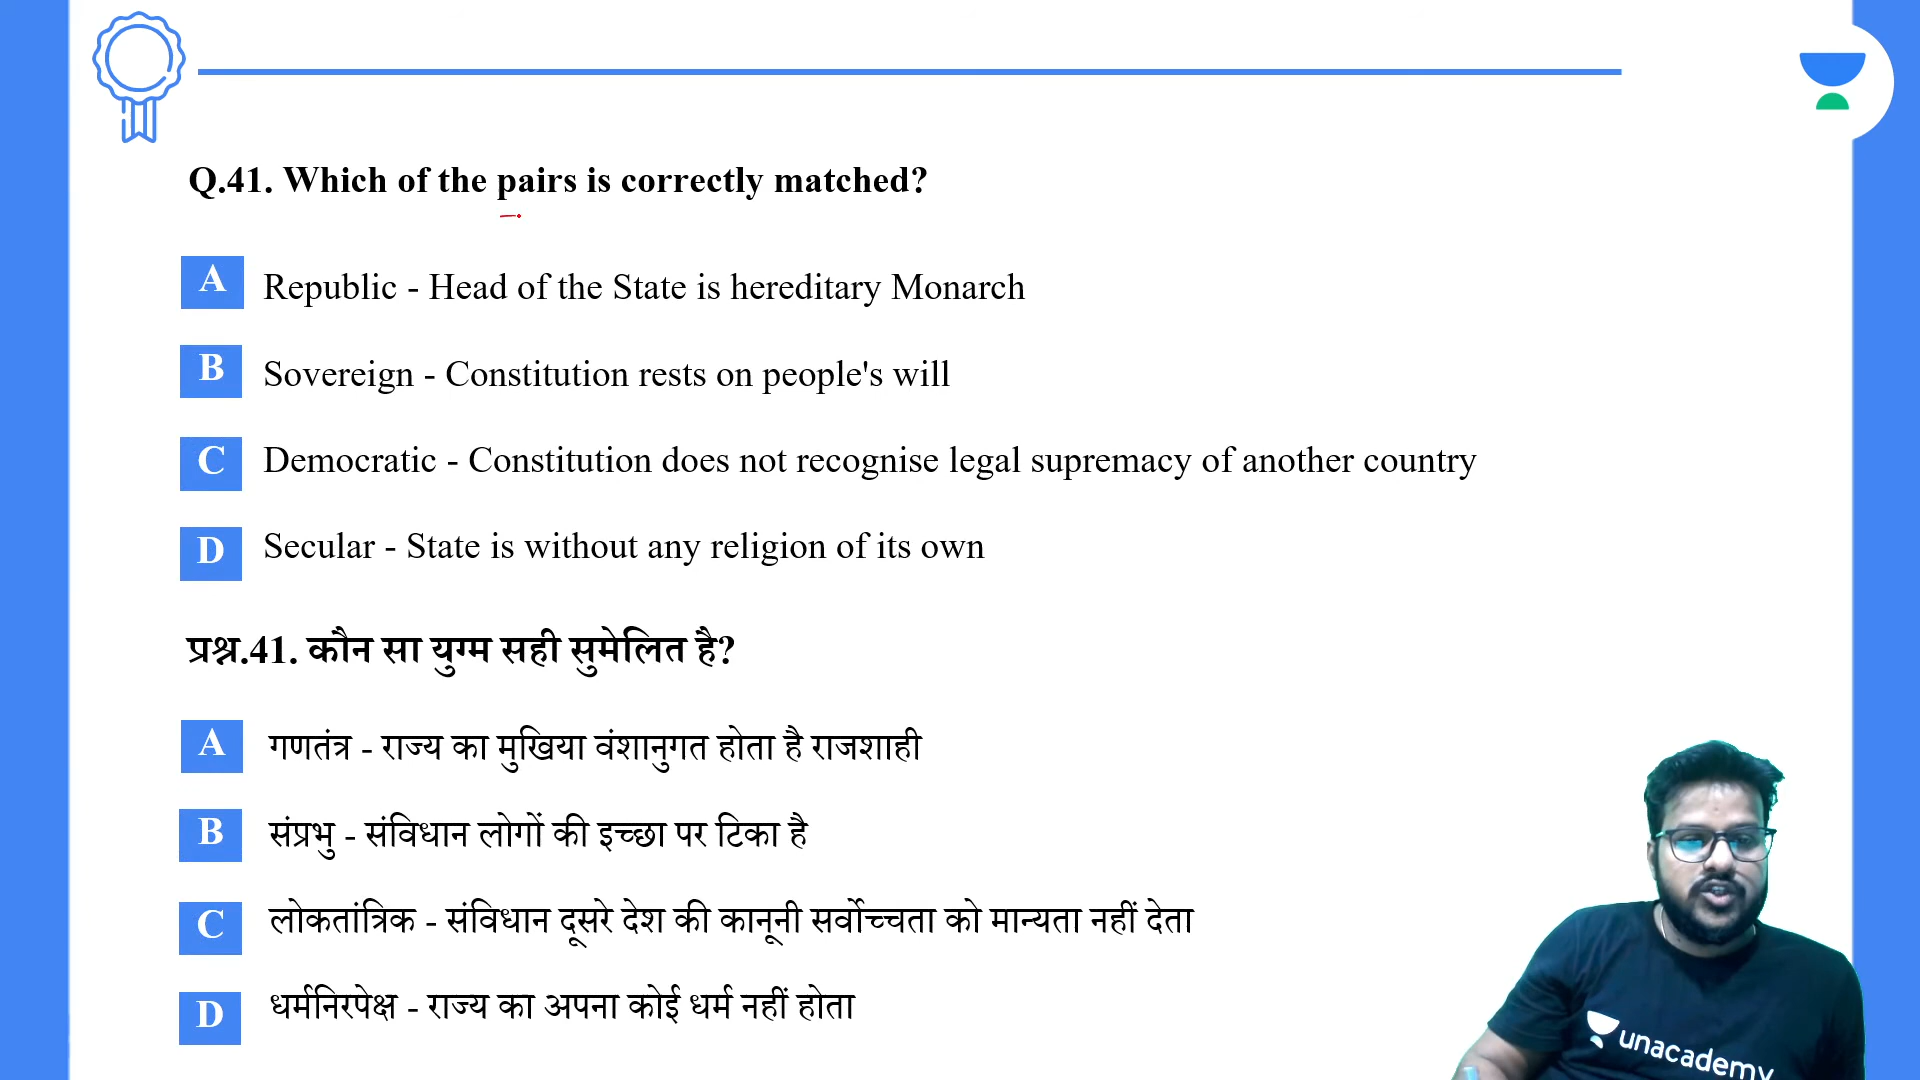 Q.41. Which of the pairs is correctly matched?
A Republic - Head of the State is hereditary Monarch
B Sovereign - Constitution rests on people's will
C Democratic - Constitution does not recognise legal supremacy of another country
D Secular - State is without any religion of its own
प्रश्न.41. कौन सा युग्म सही सुमेलित है?
A गणतंत्र - राज्य का मुखिया वंशानुगत होता है राजशाही
B संप्रभु - संविधान लोगों की इच्छा पर टिका है
C लोकतांत्रिक - संविधान दूसरे देश की कानूनी सर्वोच्चता को मान्यता नहीं देता
D धर्मनिरपेक्ष - राज्य का अपना कोई धर्म नहीं होता
unacademy